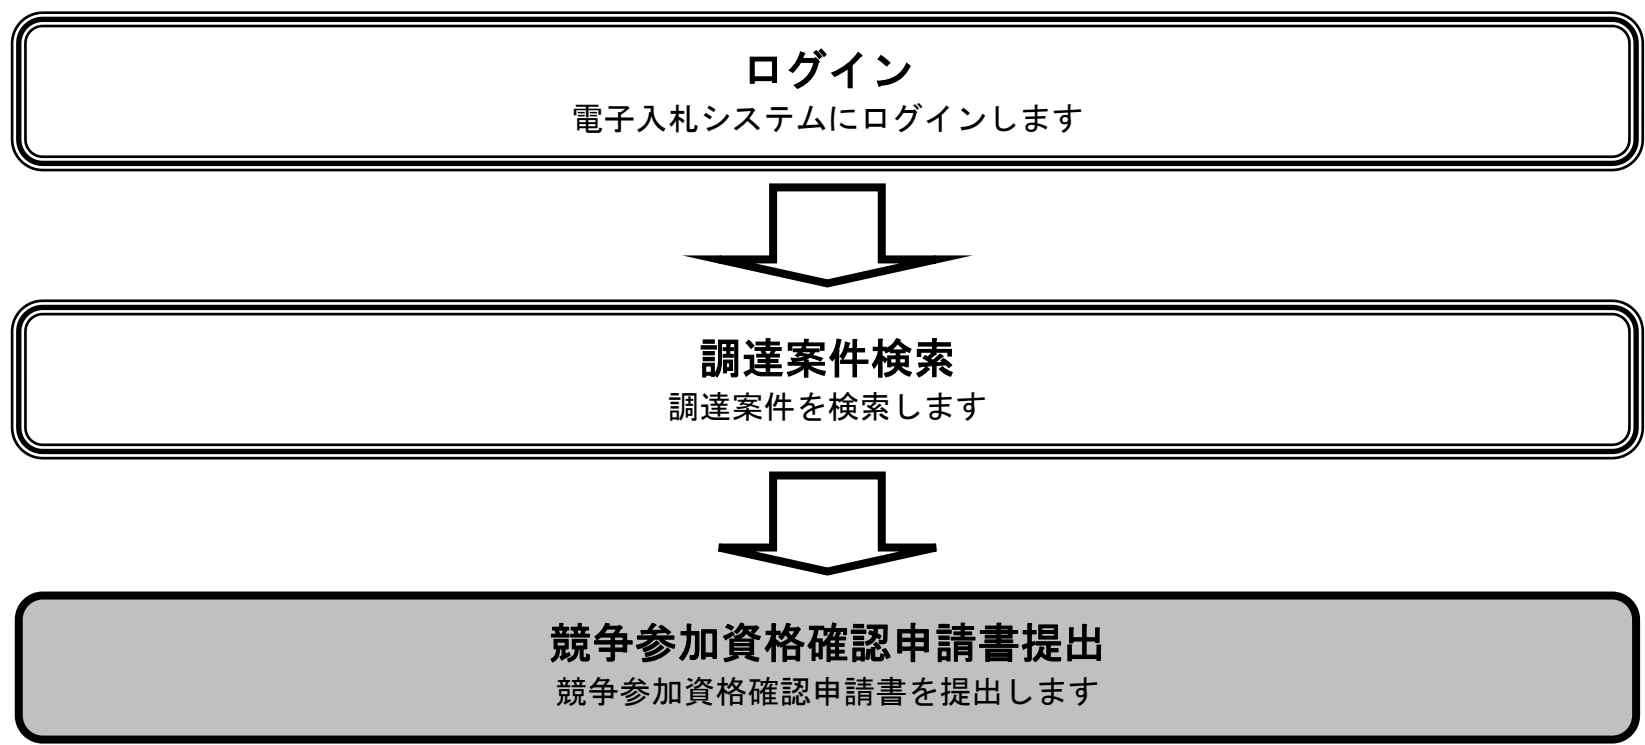 ログイン
電子入札システムにログインします
調達案件検索
調達案件を検索します
競争参加資格確認申請書提出
競争参加資格確認申請書を提出します